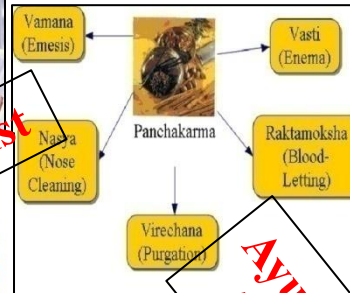 Vamana
(Emesis)
Vasti
(Enema)
Panchakarma
Nasya
(Nose
Cleaning)
Raktamoksha
(Blood-
Letting)
Virechana
(Purgation)